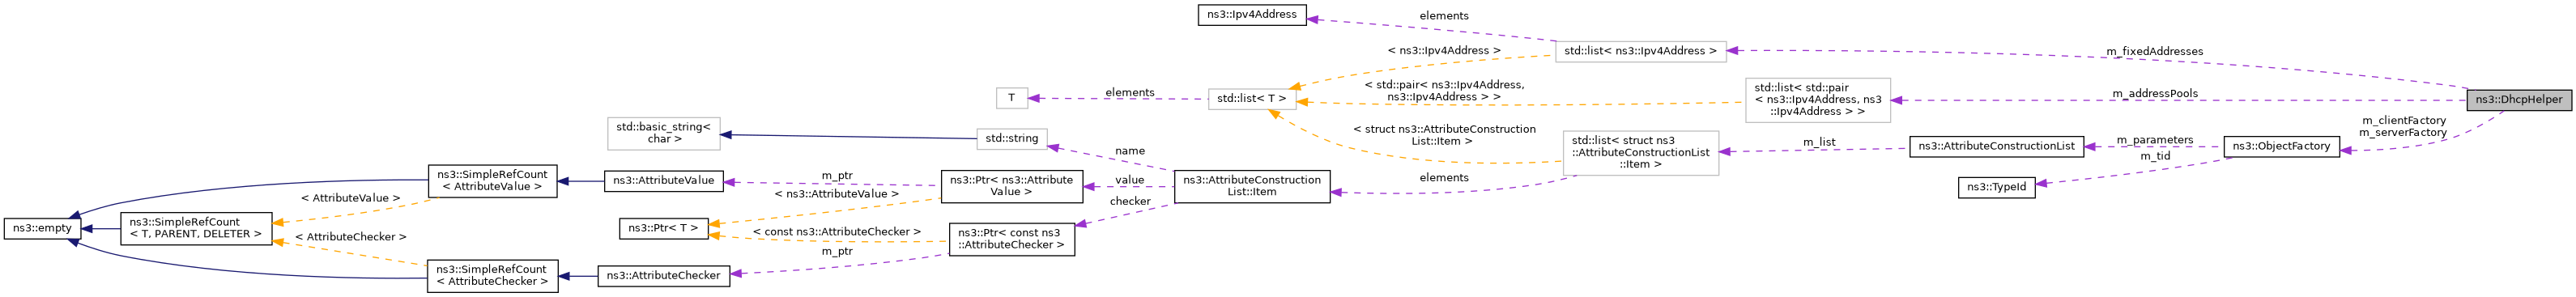 ns3::Ipv4Address
elements
std::list< ns3::Ipv4Address >
< ns3::Ipv4Address >
m_fixedAddresses
T
elements
std::list< T >
< std::pair< ns3::Ipv4Address,
ns3::Ipv4Address > >
std::list< std::pair
< ns3::Ipv4Address, ns3
::Ipv4Address > >
m_addressPools
ns3::DhcpHelper
std::basic_string<
char >
std::string
name
< struct ns3::AttributeConstruction
List::Item >
std::list< struct ns3
::AttributeConstructionList
::Item >
m_list
ns3::AttributeConstructionList
m_parameters
m_tid
ns3::ObjectFactory
m_clientFactory
m_serverFactory
ns3::TypeId
ns3::SimpleRefCount
< AttributeValue >
ns3::AttributeValue
m_ptr
< ns3::AttributeValue >
ns3::Ptr< ns3::Attribute
Value >
value
checker
ns3::AttributeConstruction
List::Item
elements
ns3::empty
ns3::SimpleRefCount
< T, PARENT, DELETER >
< AttributeValue >
< AttributeChecker >
ns3::Ptr< T >
< const ns3::AttributeChecker >
m_ptr
ns3::Ptr< const ns3
::AttributeChecker >
ns3::SimpleRefCount
< AttributeChecker >
ns3::AttributeChecker